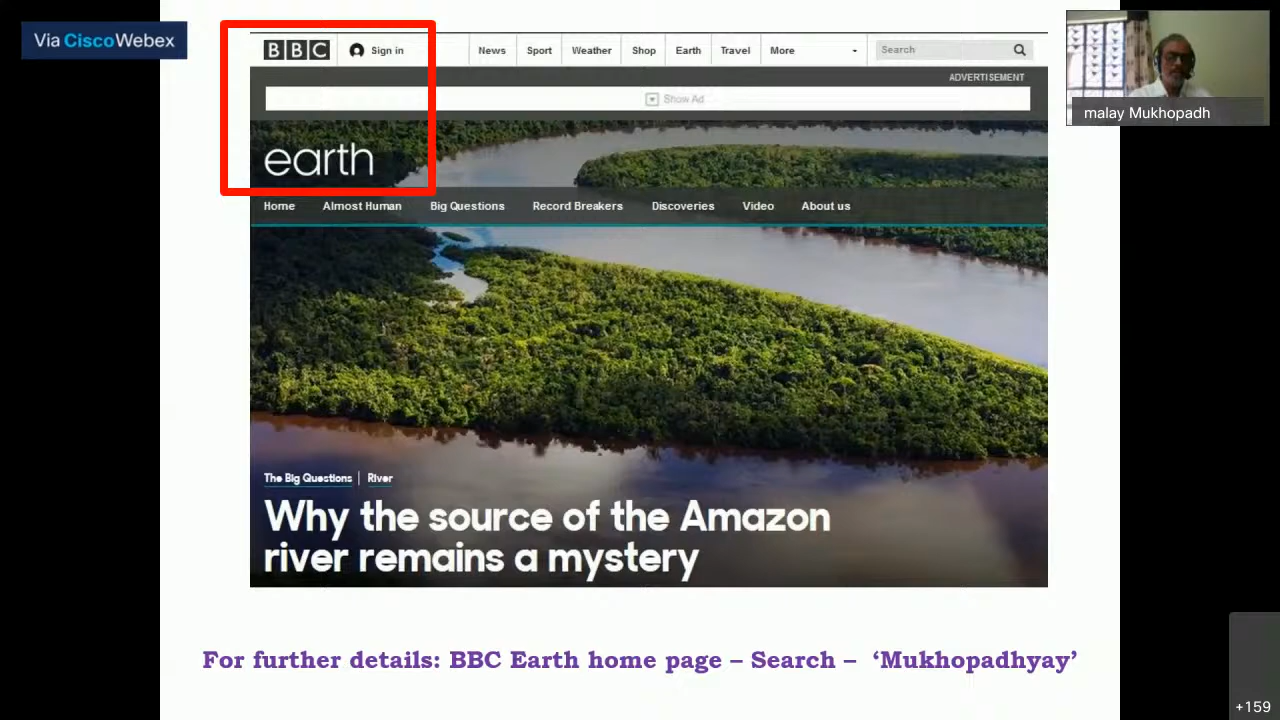 Via CiscoWebex
BBC
Sign in
News
Sport
Weather
Shop
Earth
Travel
More
Search
ADVERTISEMENT
Show Ad
malay Mukhopadh
earth
Home
Almost Human
Big Questions
Record Breakers
Discoveries
Video
About us
The Big Questions | River
Why the source of the Amazon
river remains a mystery
For further details: BBC Earth home page – Search – ‘Mukhopadhyay’
+159